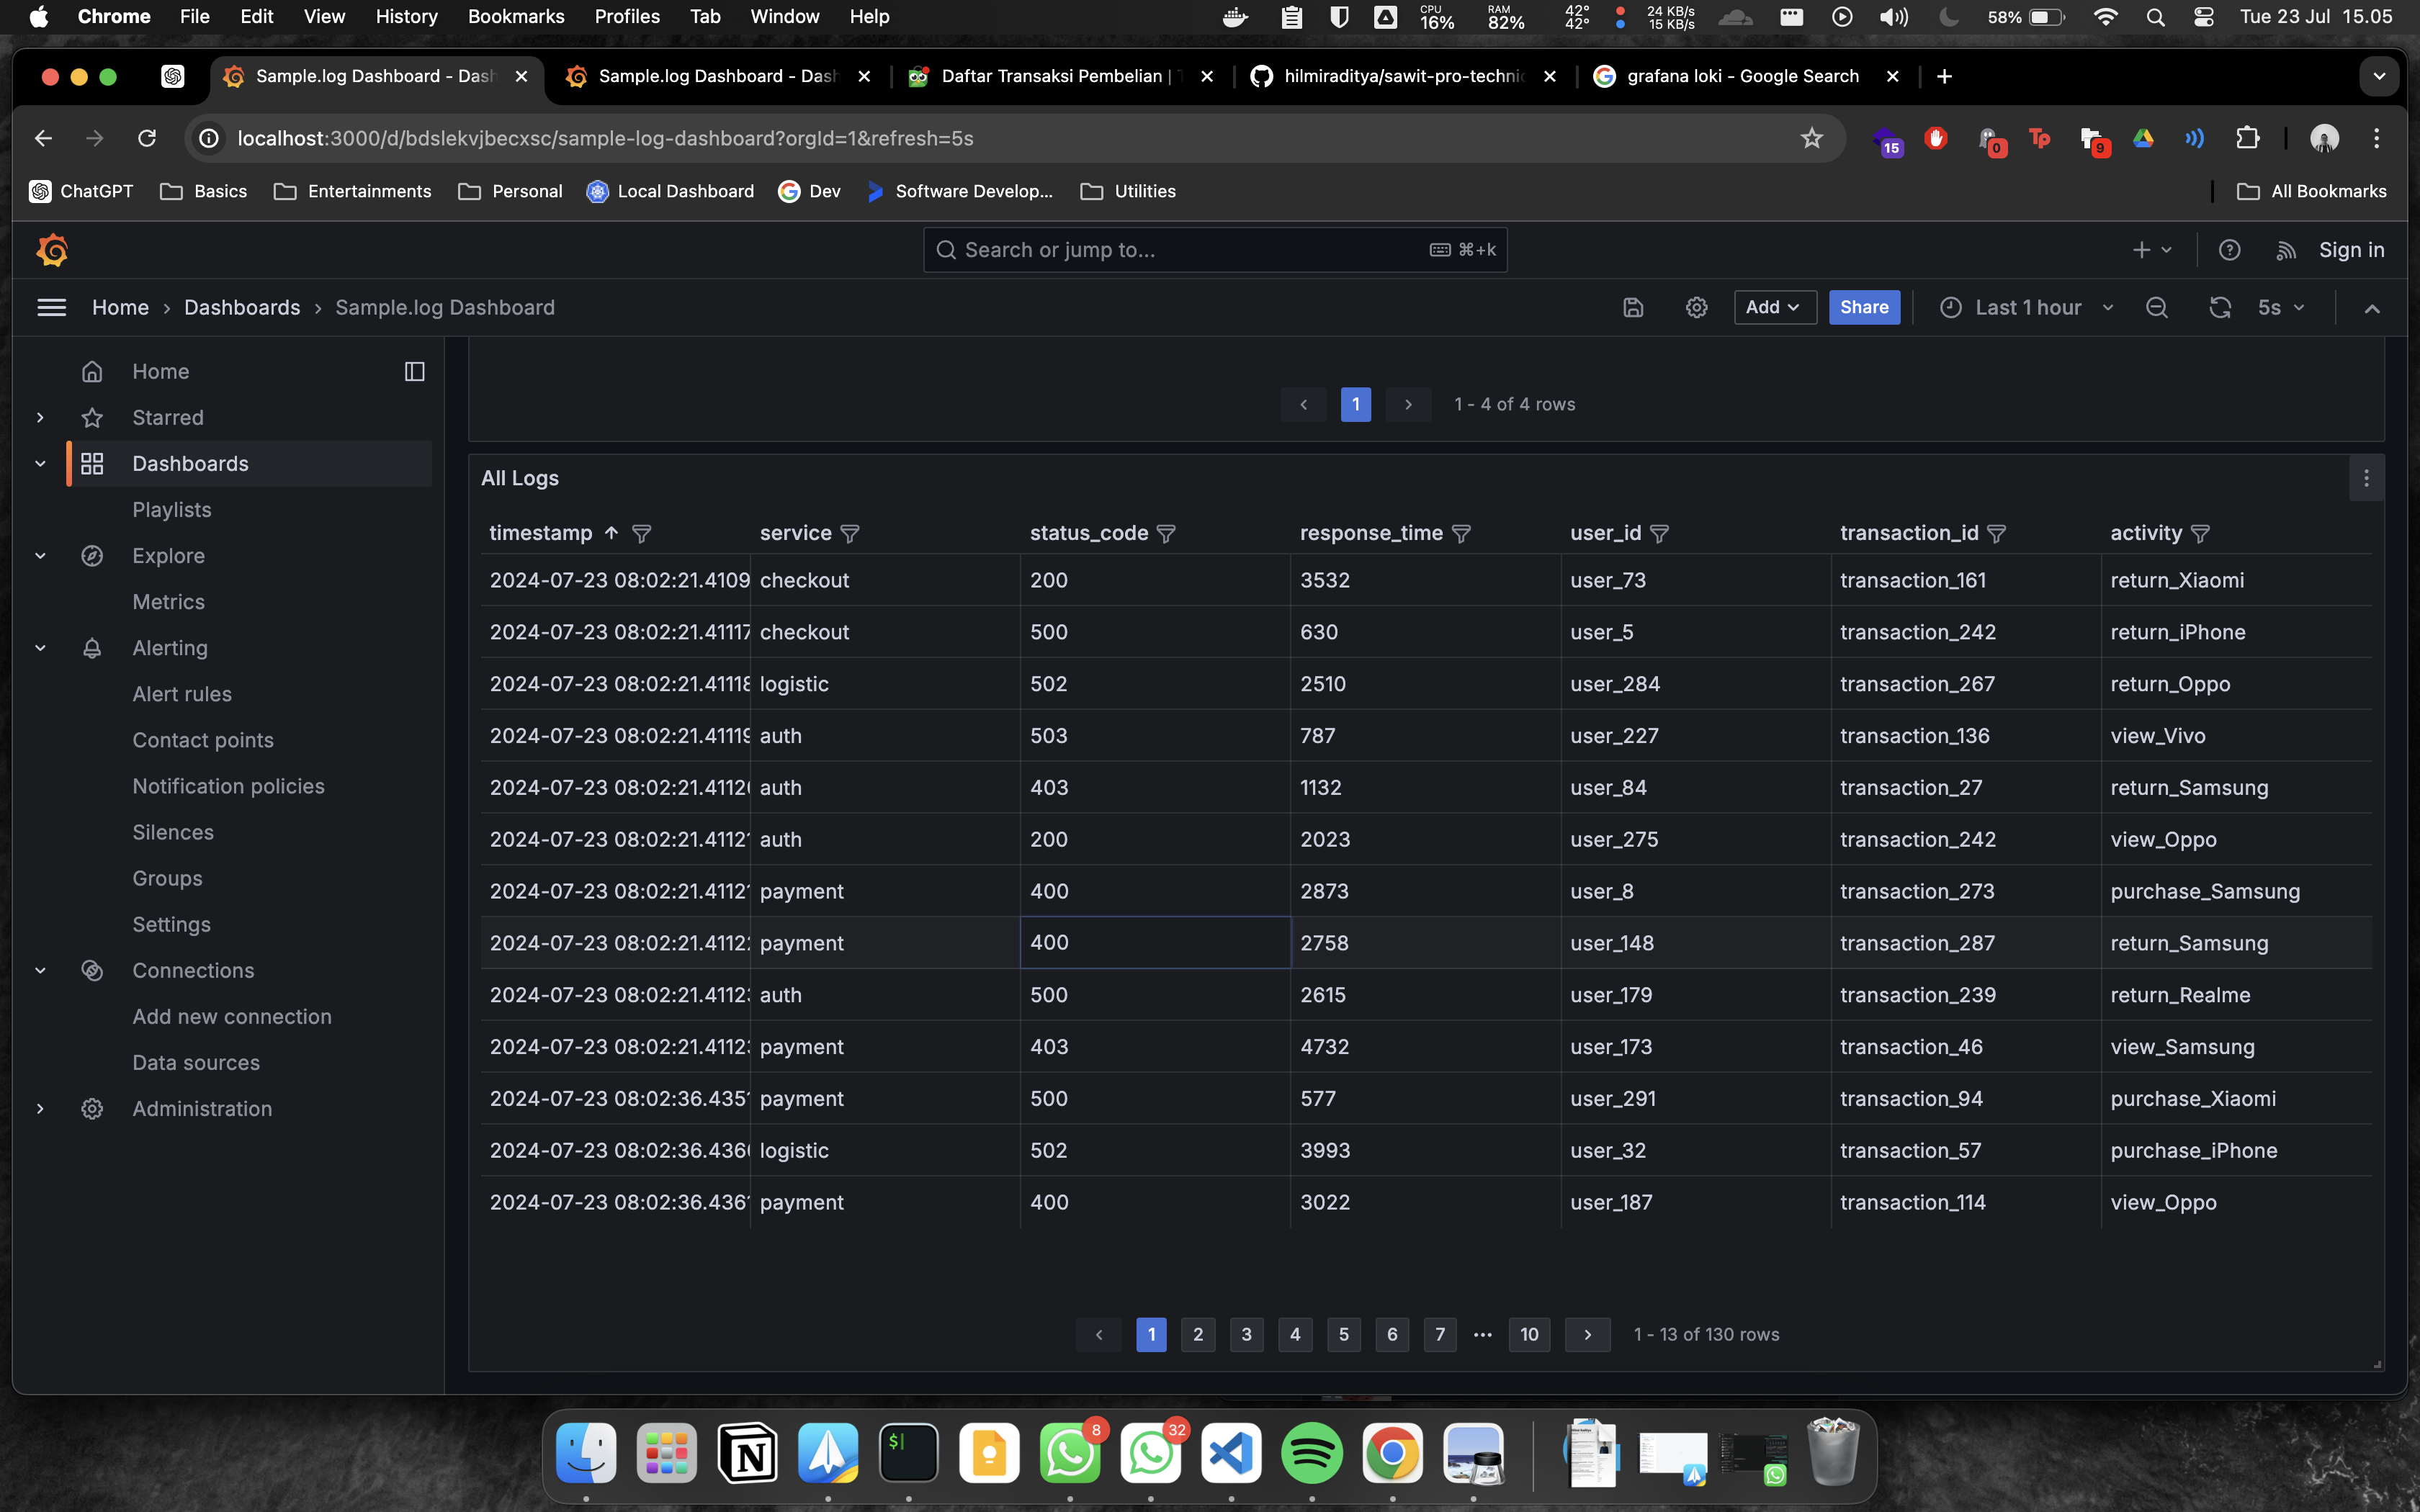 Chrome File Edit View History Bookmarks Profiles Tab Window Help CPU 16% RAM 82% 42° 42° 24 KB/s 15 KB/s 58% Tue 23 Jul 15.05
Sample.log Dashboard - Dash Sample.log Dashboard - Dash Daftar Transaksi Pembelian | hilmiraditya/sawit-pro-technic grafana loki - Google Search
localhost:3000/d/bdslekvjbecxsc/sample-log-dashboard?orgId=1&refresh=5s 15 0 Tp 9
ChatGPT Basics Entertainments Personal Local Dashboard Dev Software Develop... Utilities All Bookmarks
Search or jump to... ⌘+k Sign in
Home › Dashboards › Sample.log Dashboard Add Share Last 1 hour 5s
Home
Starred
Dashboards
Playlists
Explore
Metrics
Alerting
Alert rules
Contact points
Notification policies
Silences
Groups
Settings
Connections
Add new connection
Data sources
Administration
1 1 - 4 of 4 rows
All Logs
timestamp service status_code response_time user_id transaction_id activity
2024-07-23 08:02:21.4109 checkout 200 3532 user_73 transaction_161 return_Xiaomi
2024-07-23 08:02:21.41117 checkout 500 630 user_5 transaction_242 return_iPhone
2024-07-23 08:02:21.41118 logistic 502 2510 user_284 transaction_267 return_Oppo
2024-07-23 08:02:21.41119 auth 503 787 user_227 transaction_136 view_Vivo
2024-07-23 08:02:21.4112 auth 403 1132 user_84 transaction_27 return_Samsung
2024-07-23 08:02:21.4112 auth 200 2023 user_275 transaction_242 view_Oppo
2024-07-23 08:02:21.4112 payment 400 2873 user_8 transaction_273 purchase_Samsung
2024-07-23 08:02:21.4112 payment 400 2758 user_148 transaction_287 return_Samsung
2024-07-23 08:02:21.4112 auth 500 2615 user_179 transaction_239 return_Realme
2024-07-23 08:02:21.4112 payment 403 4732 user_173 transaction_46 view_Samsung
2024-07-23 08:02:36.435 payment 500 577 user_291 transaction_94 purchase_Xiaomi
2024-07-23 08:02:36.436 logistic 502 3993 user_32 transaction_57 purchase_iPhone
2024-07-23 08:02:36.436 payment 400 3022 user_187 transaction_114 view_Oppo
1 2 3 4 5 6 7 ··· 10 1 - 13 of 130 rows
N $ 8 32